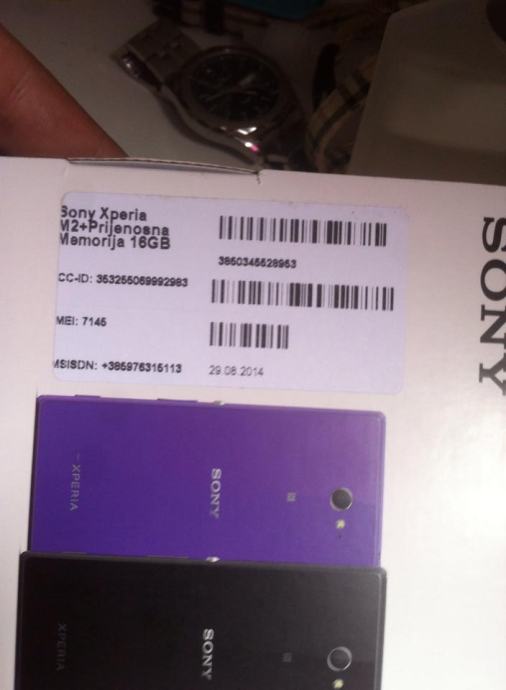 Sony Xperia
M2+Prijenosna
Memorija 16GB
3850345528953
CC-ID: 353255069992983
MEI: 7145
MSISDN: +385976315113
29.08.2014
SONY
XPERIA
SONY
XPERIA
SONY